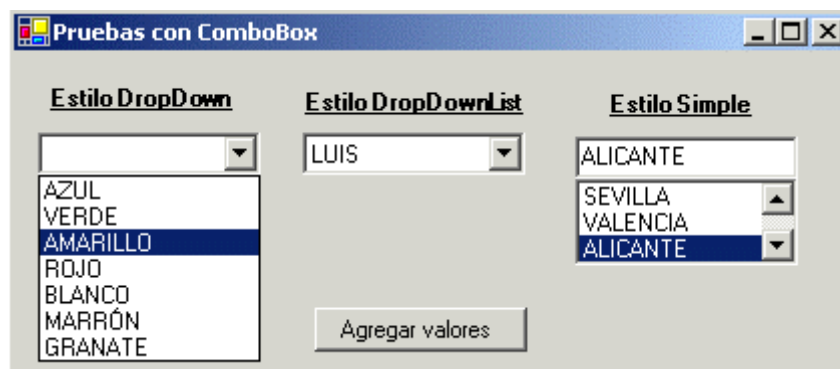 Pruebas con ComboBox
Estilo DropDown
Estilo DropDownList
Estilo Simple
LUIS
ALICANTE
AZUL
VERDE
AMARILLO
ROJO
BLANCO
MARRÓN
GRANATE
SEVILLA
VALENCIA
ALICANTE
Agregar valores